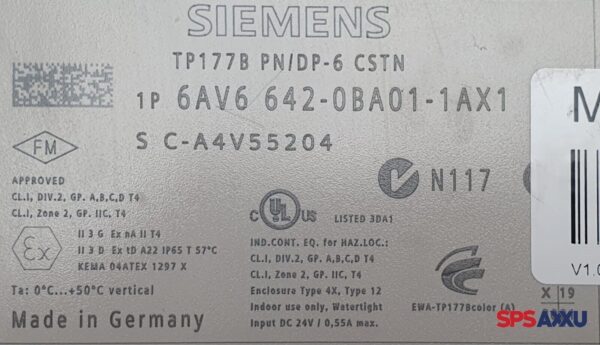 SIEMENS
TP177B PN/DP-6 CSTN
1P 6AV6 642-0BA01-1AX1
S C-A4V55204
FM
APPROVED
CL.I, DIV.2, GP. A,B,C,D T4
CL.I, Zone 2, GP. IIC, T4
N117
C UL US LISTED 3DA1
Ex
II 3 G Ex nA II T4
II 3 D Ex tD A22 IP65 T 57°C
KEMA 04ATEX 1297 X
IND.CONT. EQ. for HAZ.LOC.:
CL.I, DIV.2, GP. A,B,C,D T4
CL.I, Zone 2, GP. IIC, T4
Enclosure Type 4X, Type 12
Indoor use only, Watertight
Input DC 24V / 0,55A max.
Ta: 0°C...+50°C vertical
Made in Germany
EWA-TP177Bcolor (A)
X 19
M
V1.0
SPSAXXU